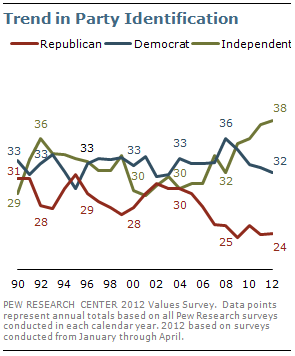 Trend in Party Identification
Republican Democrat Independent
38
36 36
33 33 33 33 34 32
31
29 28 29 30 28 30 32 25 24
90 92 94 96 98 00 02 04 06 08 10 12
PEW RESEARCH CENTER 2012 Values Survey. Data points
represent annual totals based on all Pew Research surveys
conducted in each calendar year. 2012 based on surveys
conducted from January through April.